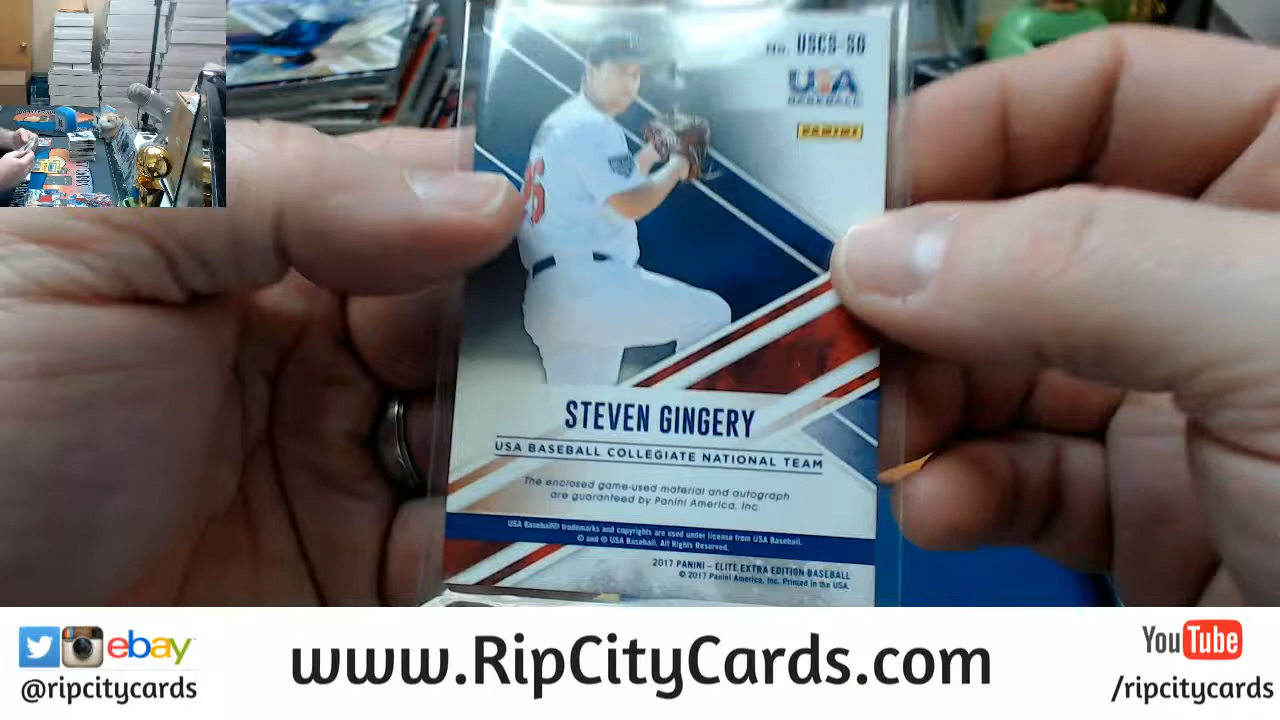 No. USCS-SG
USA
BASEBALL
PANINI
STEVEN GINGERY
USA BASEBALL COLLEGIATE NATIONAL TEAM
The enclosed game-used material and autograph
are guaranteed by Panini America, Inc.
USA Baseball® trademarks and copyrights are used under license from USA Baseball.
© and ® USA Baseball. All Rights Reserved.
2017 PANINI – ELITE EXTRA EDITION BASEBALL
© 2017 Panini America, Inc. Printed in the USA.
ebay
@ripcitycards
www.RipCityCards.com
YouTube
/ripcitycards